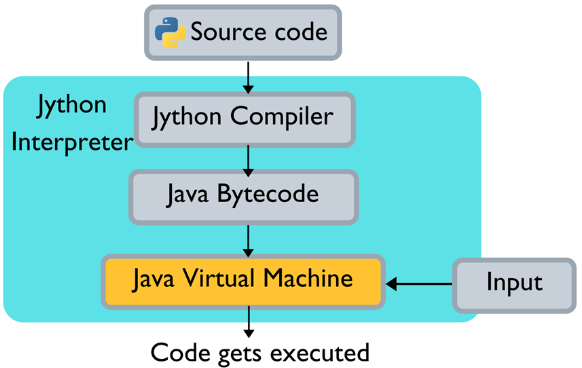 Source code
Jython
Interpreter
Jython Compiler
Java Bytecode
Java Virtual Machine
Input
Code gets executed